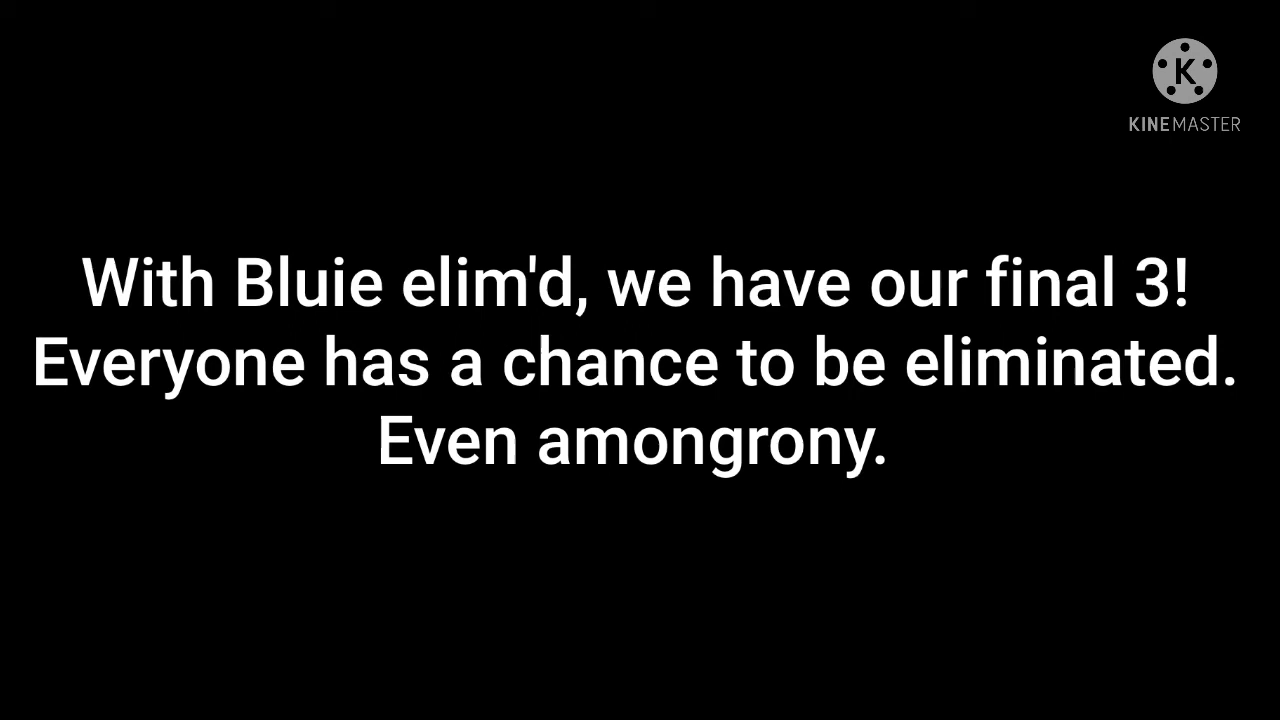 K
KINEMASTER
With Bluie elim'd, we have our final 3!
Everyone has a chance to be eliminated.
Even amongrony.